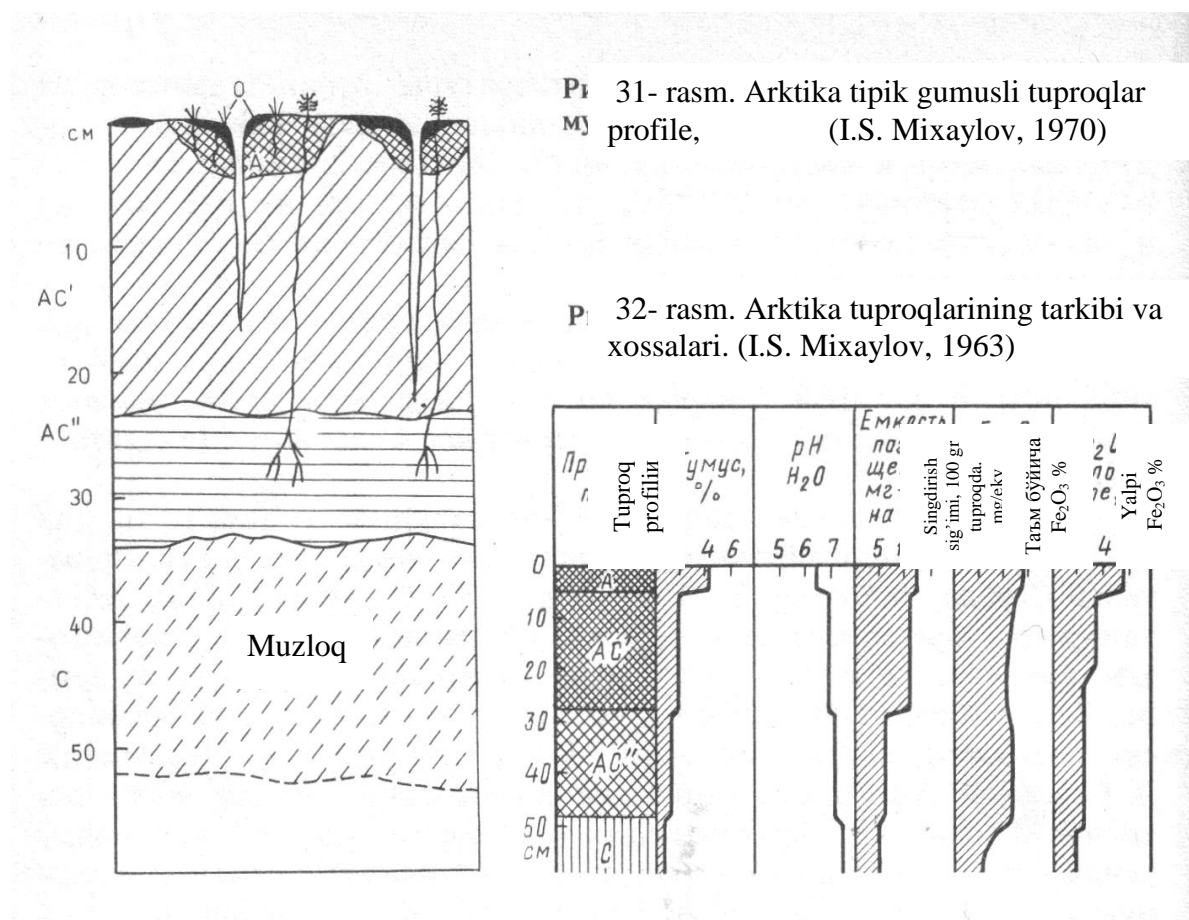 31- rasm. Arktika tipik gumusli tuproqlar
profile, (I.S. Mixaylov, 1970)
32- rasm. Arktika tuproqlarining tarkibi va
xossalari. (I.S. Mixaylov, 1963)
O
см
A
10
AC'
20
AC"
30
40
Muzloq
C
50
Tuproq
profilii
умус,
%
pH
H₂O
Емкость
Singdirish
sig'imi, 100 gr
tuproqda.
Таъм бўйича
Fe₂O₃ %
Yalpi
Fe₂O₃ %
4 6
5 6 7
5
4
0
A
10
AC'
20
30
AC"
40
50
см
C